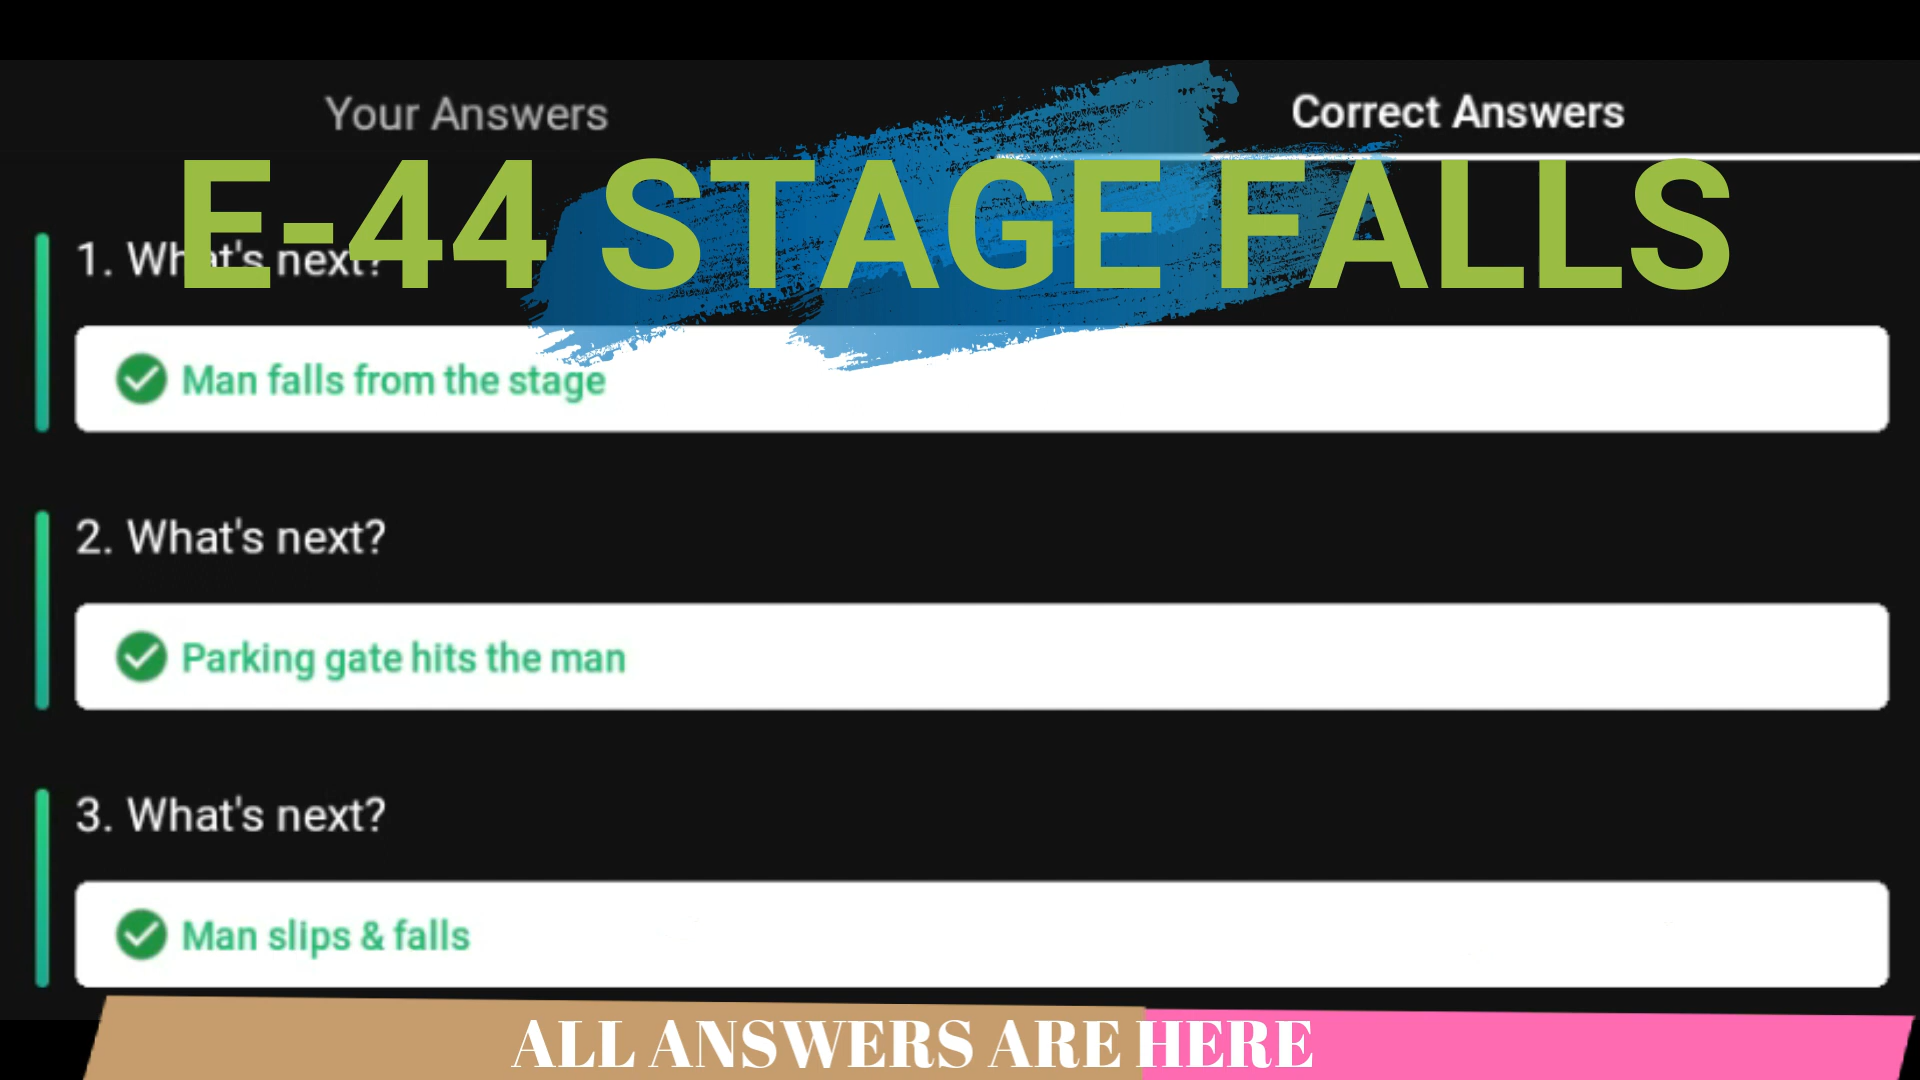 Your Answers
Correct Answers
E-44 STAGE FALLS
1. What's next?
Man falls from the stage
2. What's next?
Parking gate hits the man
3. What's next?
Man slips & falls
ALL ANSWERS ARE HERE